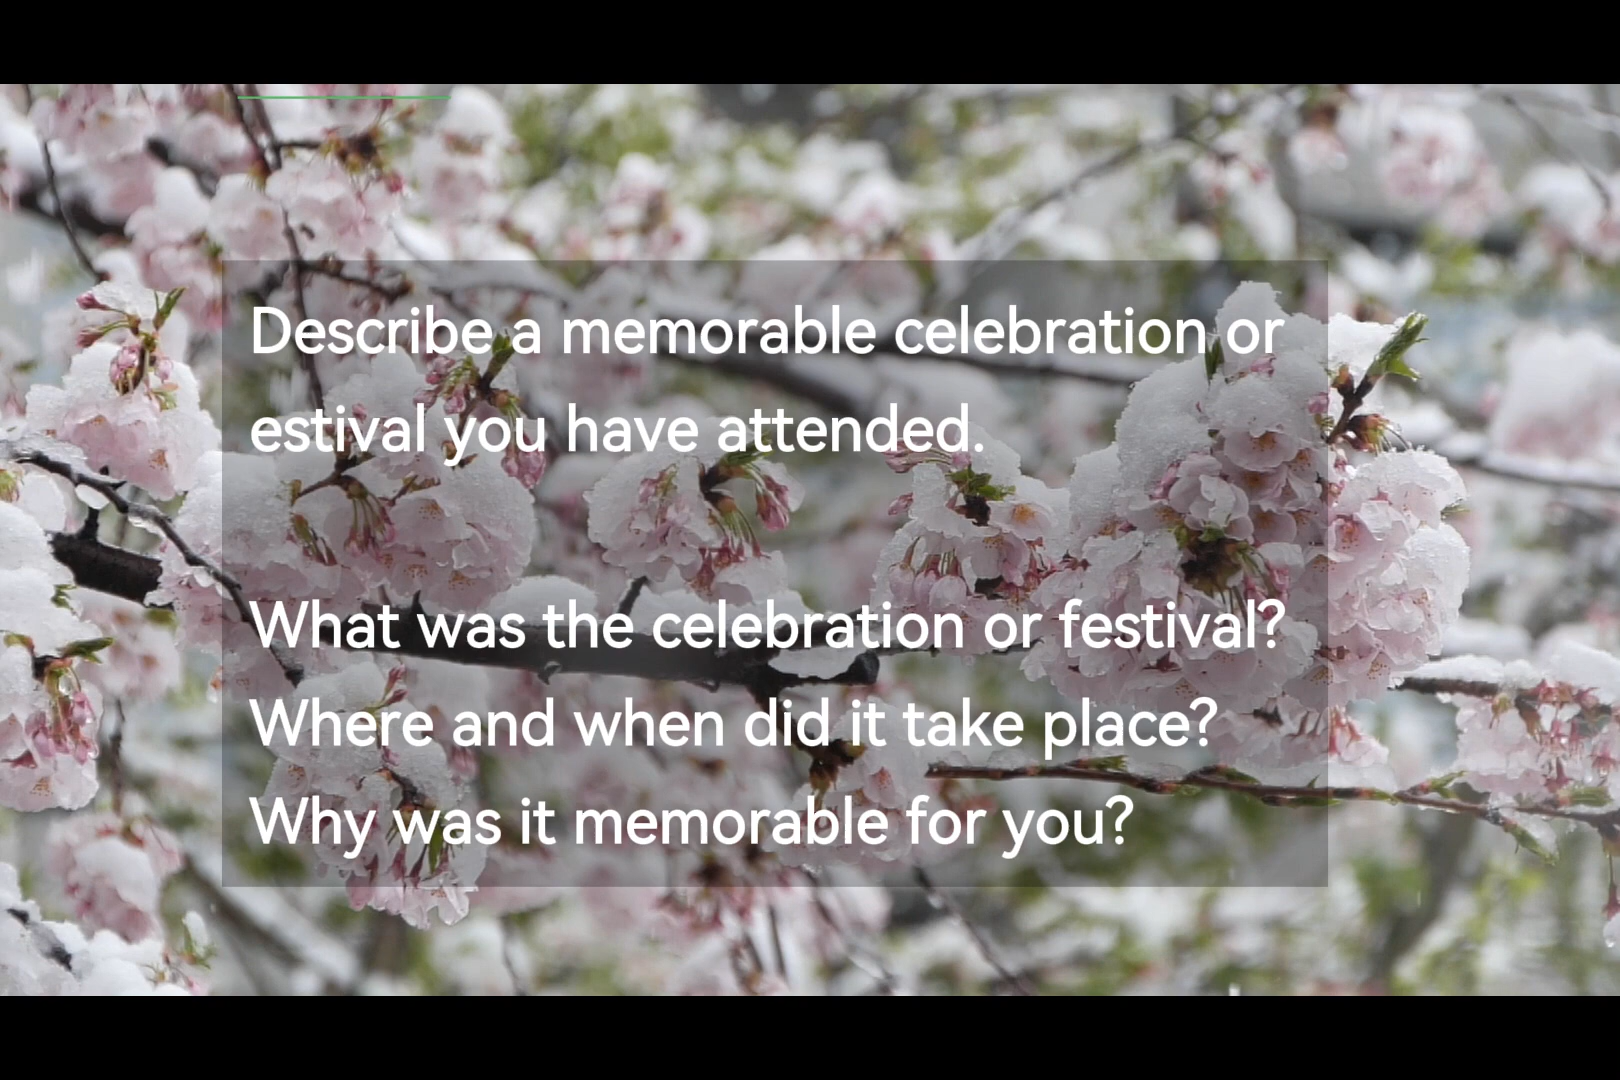 Describe a memorable celebration or
estival you have attended.
What was the celebration or festival?
Where and when did it take place?
Why was it memorable for you?